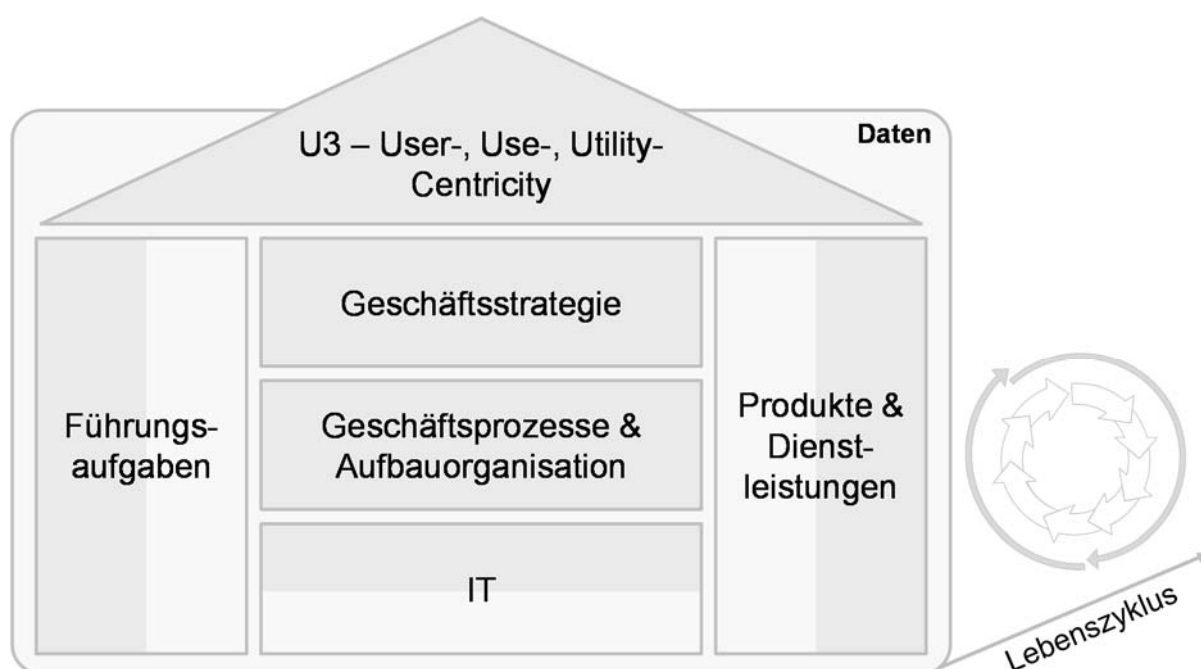 U3 – User-, Use-, Utility-
Centricity
Daten
Führungs-
aufgaben
Geschäftsstrategie
Geschäftsprozesse &
Aufbauorganisation
IT
Produkte &
Dienst-
leistungen
Lebenszyklus